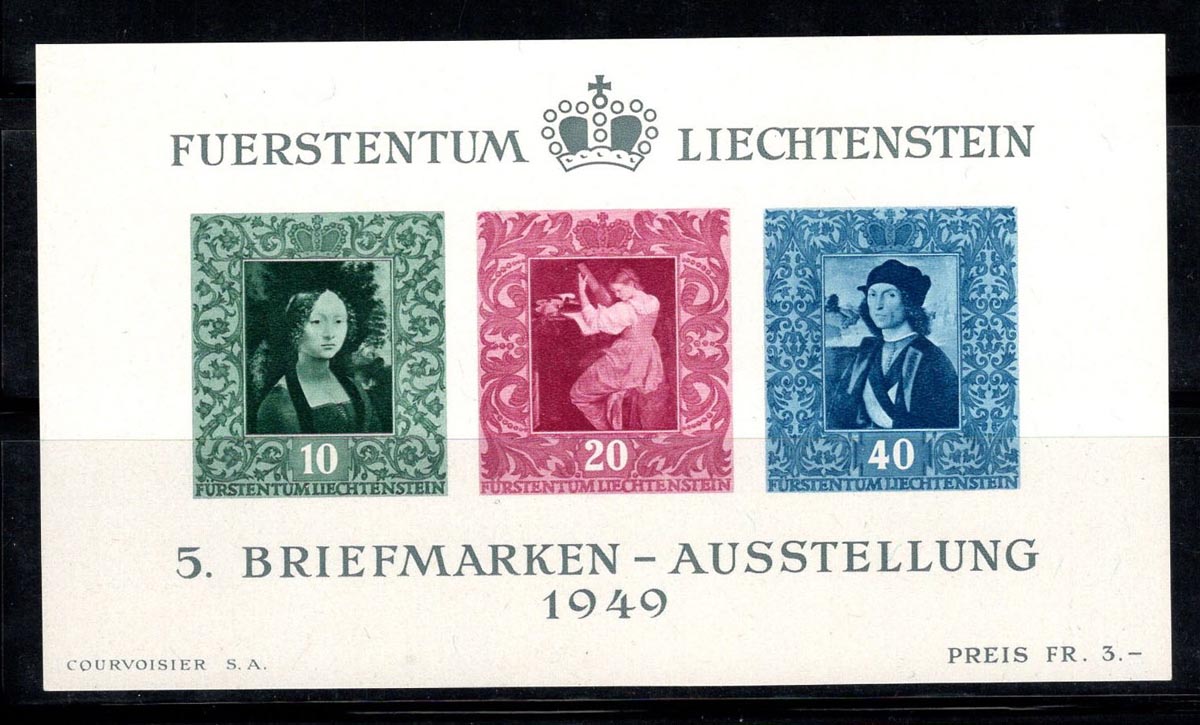 FUERSTENTUM LIECHTENSTEIN
10
FÜRSTENTUM LIECHTENSTEIN
20
FÜRSTENTUM LIECHTENSTEIN
40
FÜRSTENTUM LIECHTENSTEIN
5. BRIEFMARKEN – AUSSTELLUNG
1949
COURVOISIER S. A.
PREIS FR. 3.–